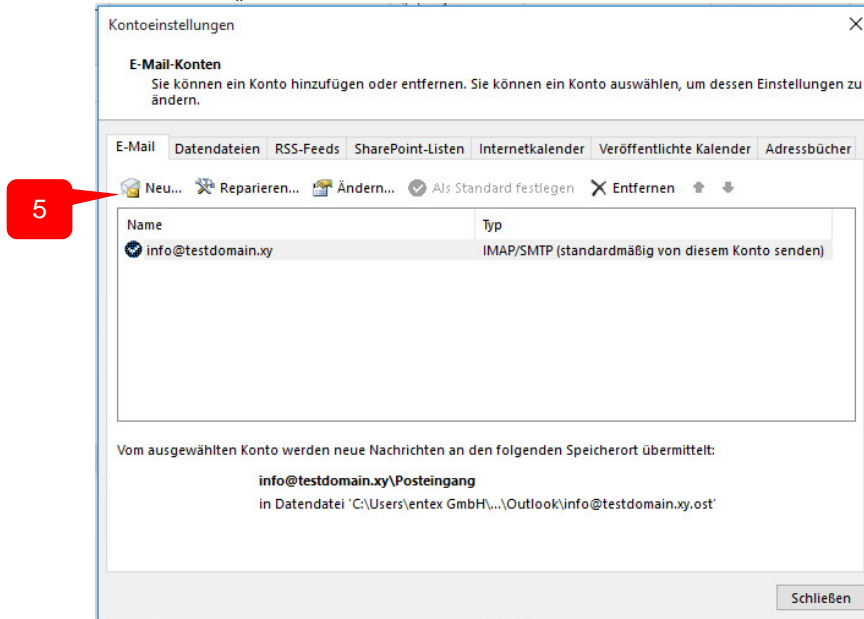 Kontoeinstellungen
E-Mail-Konten
Sie können ein Konto hinzufügen oder entfernen. Sie können ein Konto auswählen, um dessen Einstellungen zu
ändern.
E-Mail Datendateien RSS-Feeds SharePoint-Listen Internetkalender Veröffentlichte Kalender Adressbücher
5
Neu... Reparieren... Ändern... Als Standard festlegen Entfernen
Name Typ
info@testdomain.xy IMAP/SMTP (standardmäßig von diesem Konto senden)
Vom ausgewählten Konto werden neue Nachrichten an den folgenden Speicherort übermittelt:
info@testdomain.xy\Posteingang
in Datendatei 'C:\Users\entex GmbH\...\Outlook\info@testdomain.xy.ost'
Schließen